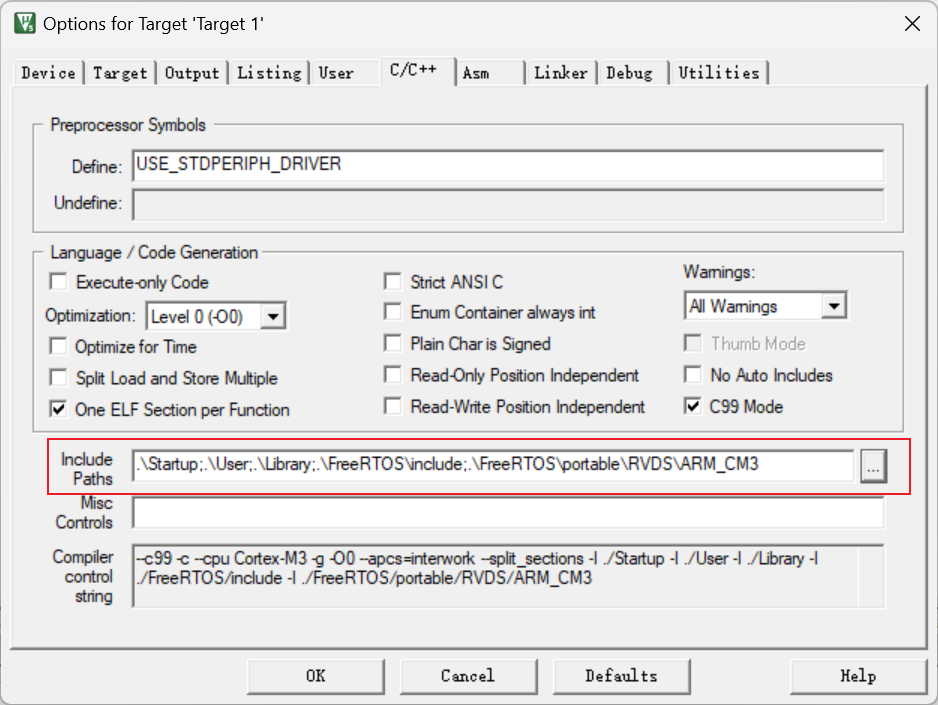 Options for Target 'Target 1'
Device Target Output Listing User C/C++ Asm Linker Debug Utilities
Preprocessor Symbols
Define: USE_STDPERIPH_DRIVER
Undefine:
Language / Code Generation
Execute-only Code Strict ANSI C Warnings:
Optimization: Level 0 (-O0) Enum Container always int All Warnings
Optimize for Time Plain Char is Signed Thumb Mode
Split Load and Store Multiple Read-Only Position Independent No Auto Includes
One ELF Section per Function Read-Write Position Independent C99 Mode
Include
Paths .\Startup;.\User;.\Library;.\FreeRTOS\include;.\FreeRTOS\portable\RVDS\ARM_CM3 ...
Misc
Controls
Compiler
control
string
--c99 -c --cpu Cortex-M3 -g -O0 --apcs=interwork --split_sections -I ./Startup -I ./User -I ./Library -I
./FreeRTOS/include -I ./FreeRTOS/portable/RVDS/ARM_CM3
OK Cancel Defaults Help